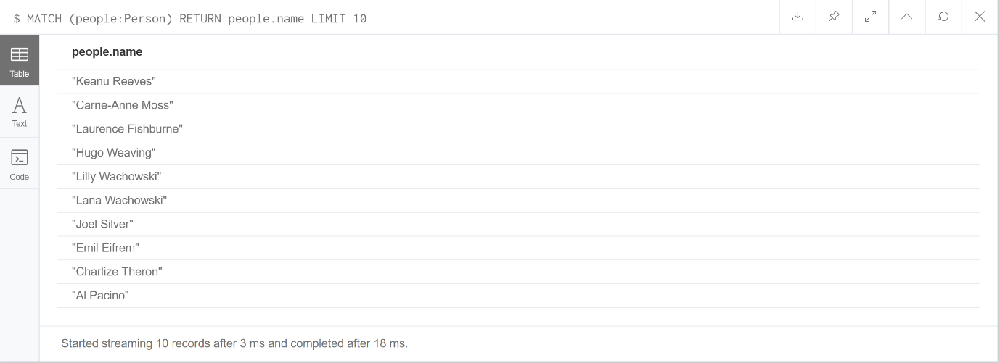 $ MATCH (people:Person) RETURN people.name LIMIT 10
people.name
Table
"Keanu Reeves"
"Carrie-Anne Moss"
Text
"Laurence Fishburne"
"Hugo Weaving"
Code
"Lilly Wachowski"
"Lana Wachowski"
"Joel Silver"
"Emil Eifrem"
"Charlize Theron"
"Al Pacino"
Started streaming 10 records after 3 ms and completed after 18 ms.